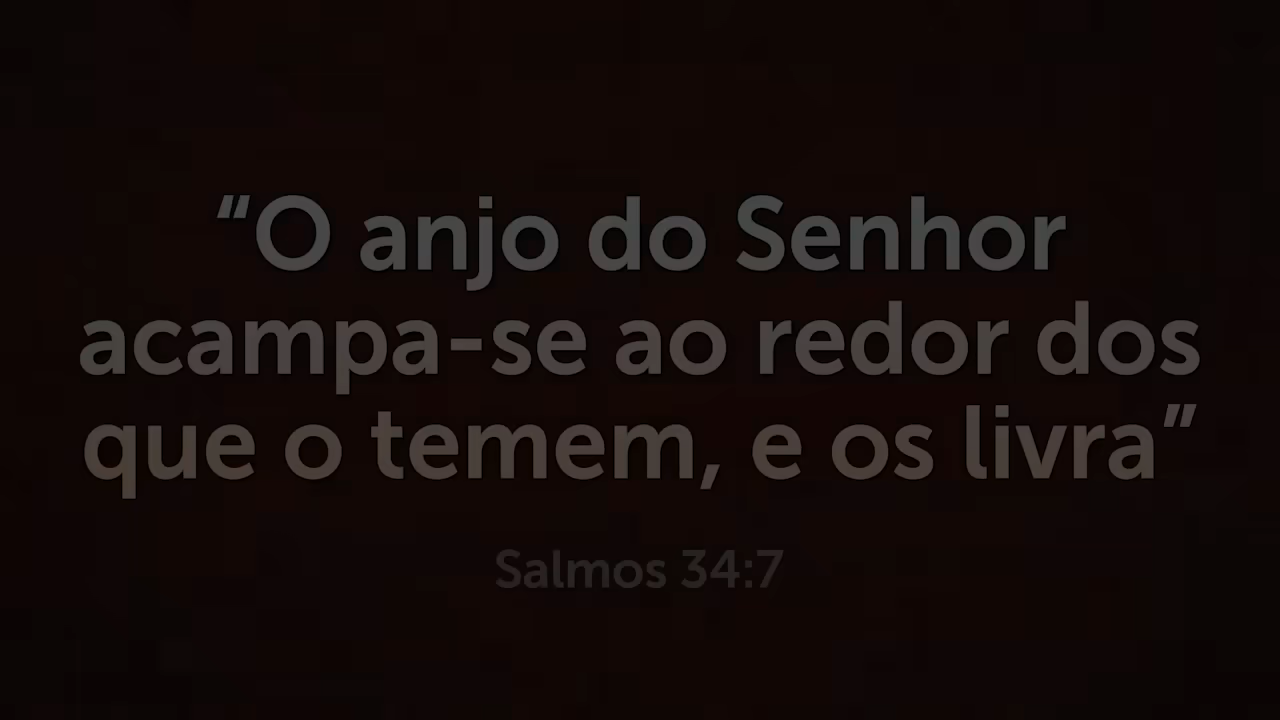 “O anjo do Senhor
acampa-se ao redor dos
que o temem, e os livra”
Salmos 34:7